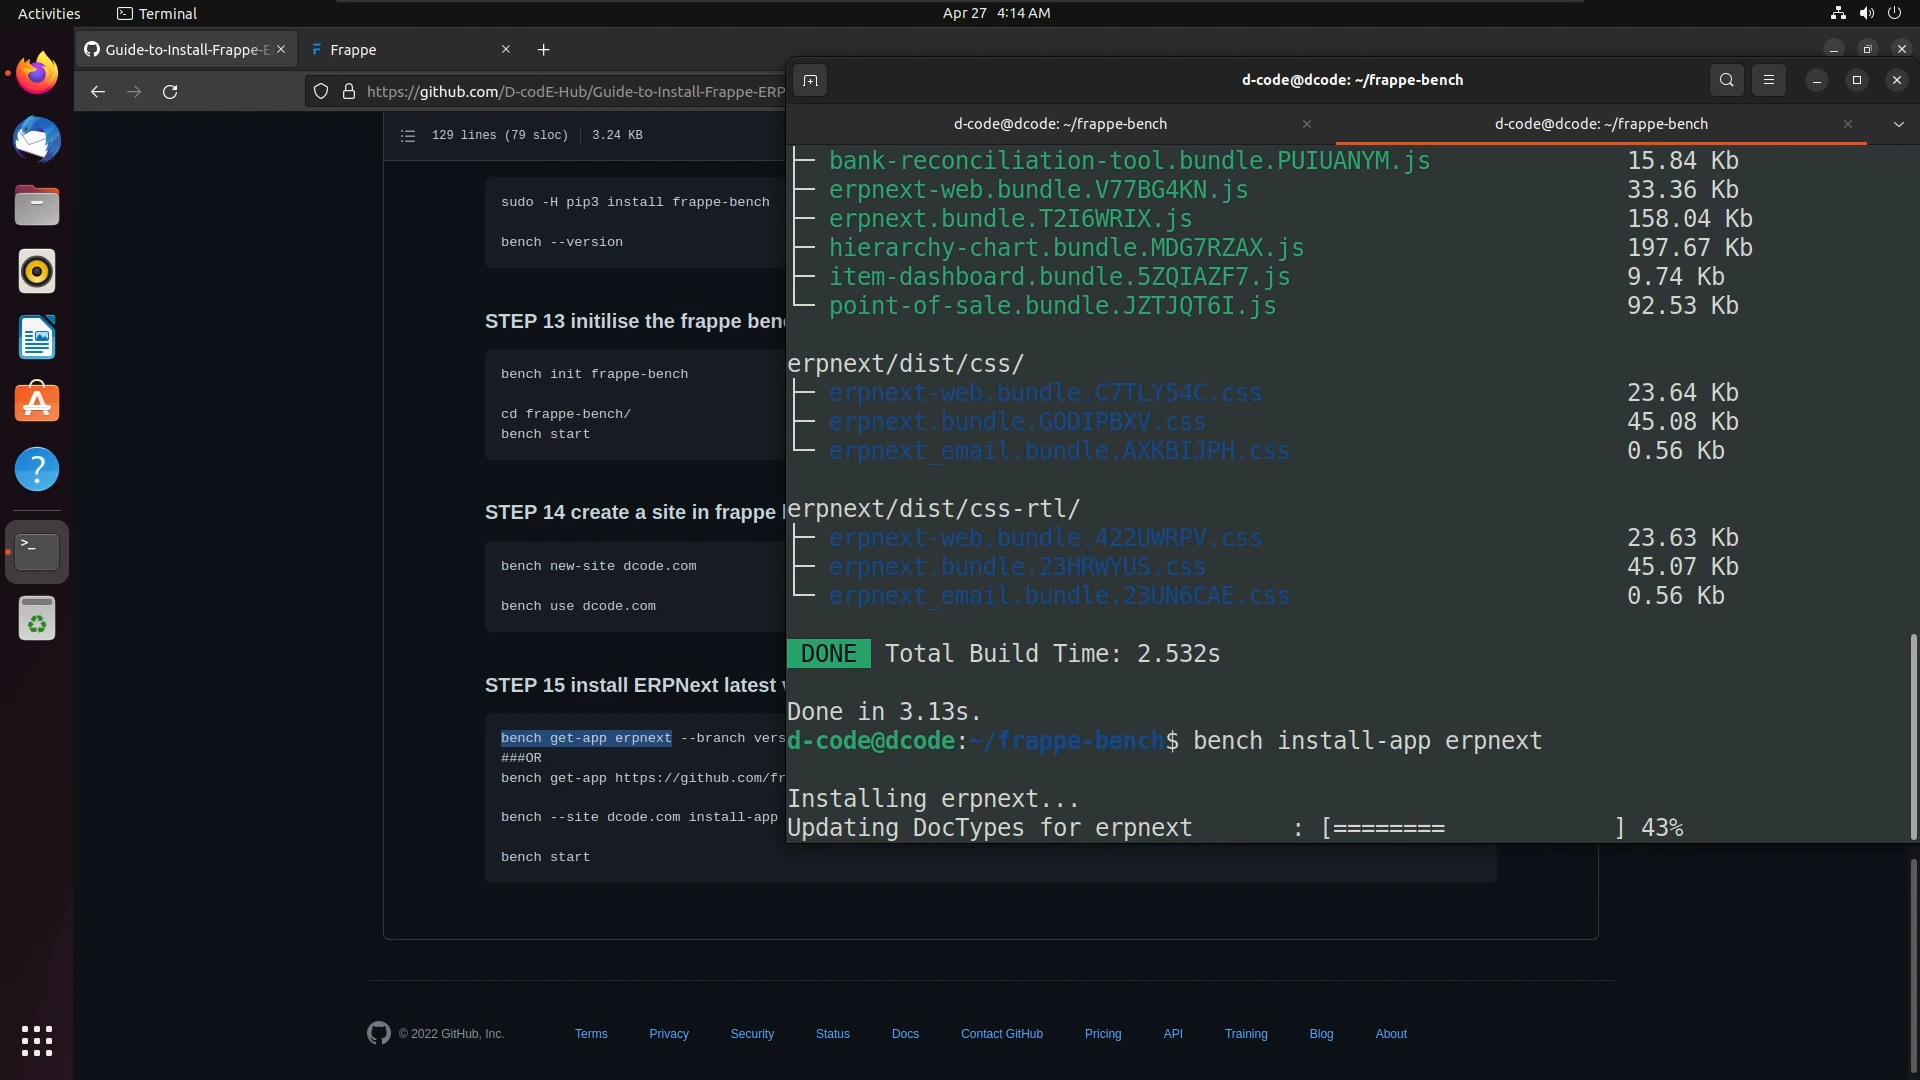 Activities
Terminal
Apr 27 4:14 AM
Guide-to-Install-Frappe-E
Frappe
https://github.com/D-codE-Hub/Guide-to-Install-Frappe-ERP
129 lines (79 sloc)
3.24 KB
sudo -H pip3 install frappe-bench
bench --version
STEP 13 initilise the frappe ben
bench init frappe-bench
cd frappe-bench/
bench start
STEP 14 create a site in frappe
bench new-site dcode.com
bench use dcode.com
STEP 15 install ERPNext latest
bench get-app erpnext --branch vers
###OR
bench get-app https://github.com/fr
bench --site dcode.com install-app
bench start
d-code@dcode: ~/frappe-bench
d-code@dcode: ~/frappe-bench
d-code@dcode: ~/frappe-bench
bank-reconciliation-tool.bundle.PUIUANYM.js 15.84 Kb
erpnext-web.bundle.V77BG4KN.js 33.36 Kb
erpnext.bundle.T2I6WRIX.js 158.04 Kb
hierarchy-chart.bundle.MDG7RZAX.js 197.67 Kb
item-dashboard.bundle.5ZQIAZF7.js 9.74 Kb
point-of-sale.bundle.JZTJQT6I.js 92.53 Kb
erpnext/dist/css/
erpnext-web.bundle.C7TLY54C.css 23.64 Kb
erpnext.bundle.GODIPBXV.css 45.08 Kb
erpnext_email.bundle.AXKBIJPH.css 0.56 Kb
erpnext/dist/css-rtl/
erpnext-web.bundle.422UWRPV.css 23.63 Kb
erpnext.bundle.23HRWYUS.css 45.07 Kb
erpnext_email.bundle.23UN6CAE.css 0.56 Kb
DONE Total Build Time: 2.532s
Done in 3.13s.
d-code@dcode:~/frappe-bench$ bench install-app erpnext
Installing erpnext...
Updating DocTypes for erpnext : [======== ] 43%
© 2022 GitHub, Inc.
Terms
Privacy
Security
Status
Docs
Contact GitHub
Pricing
API
Training
Blog
About